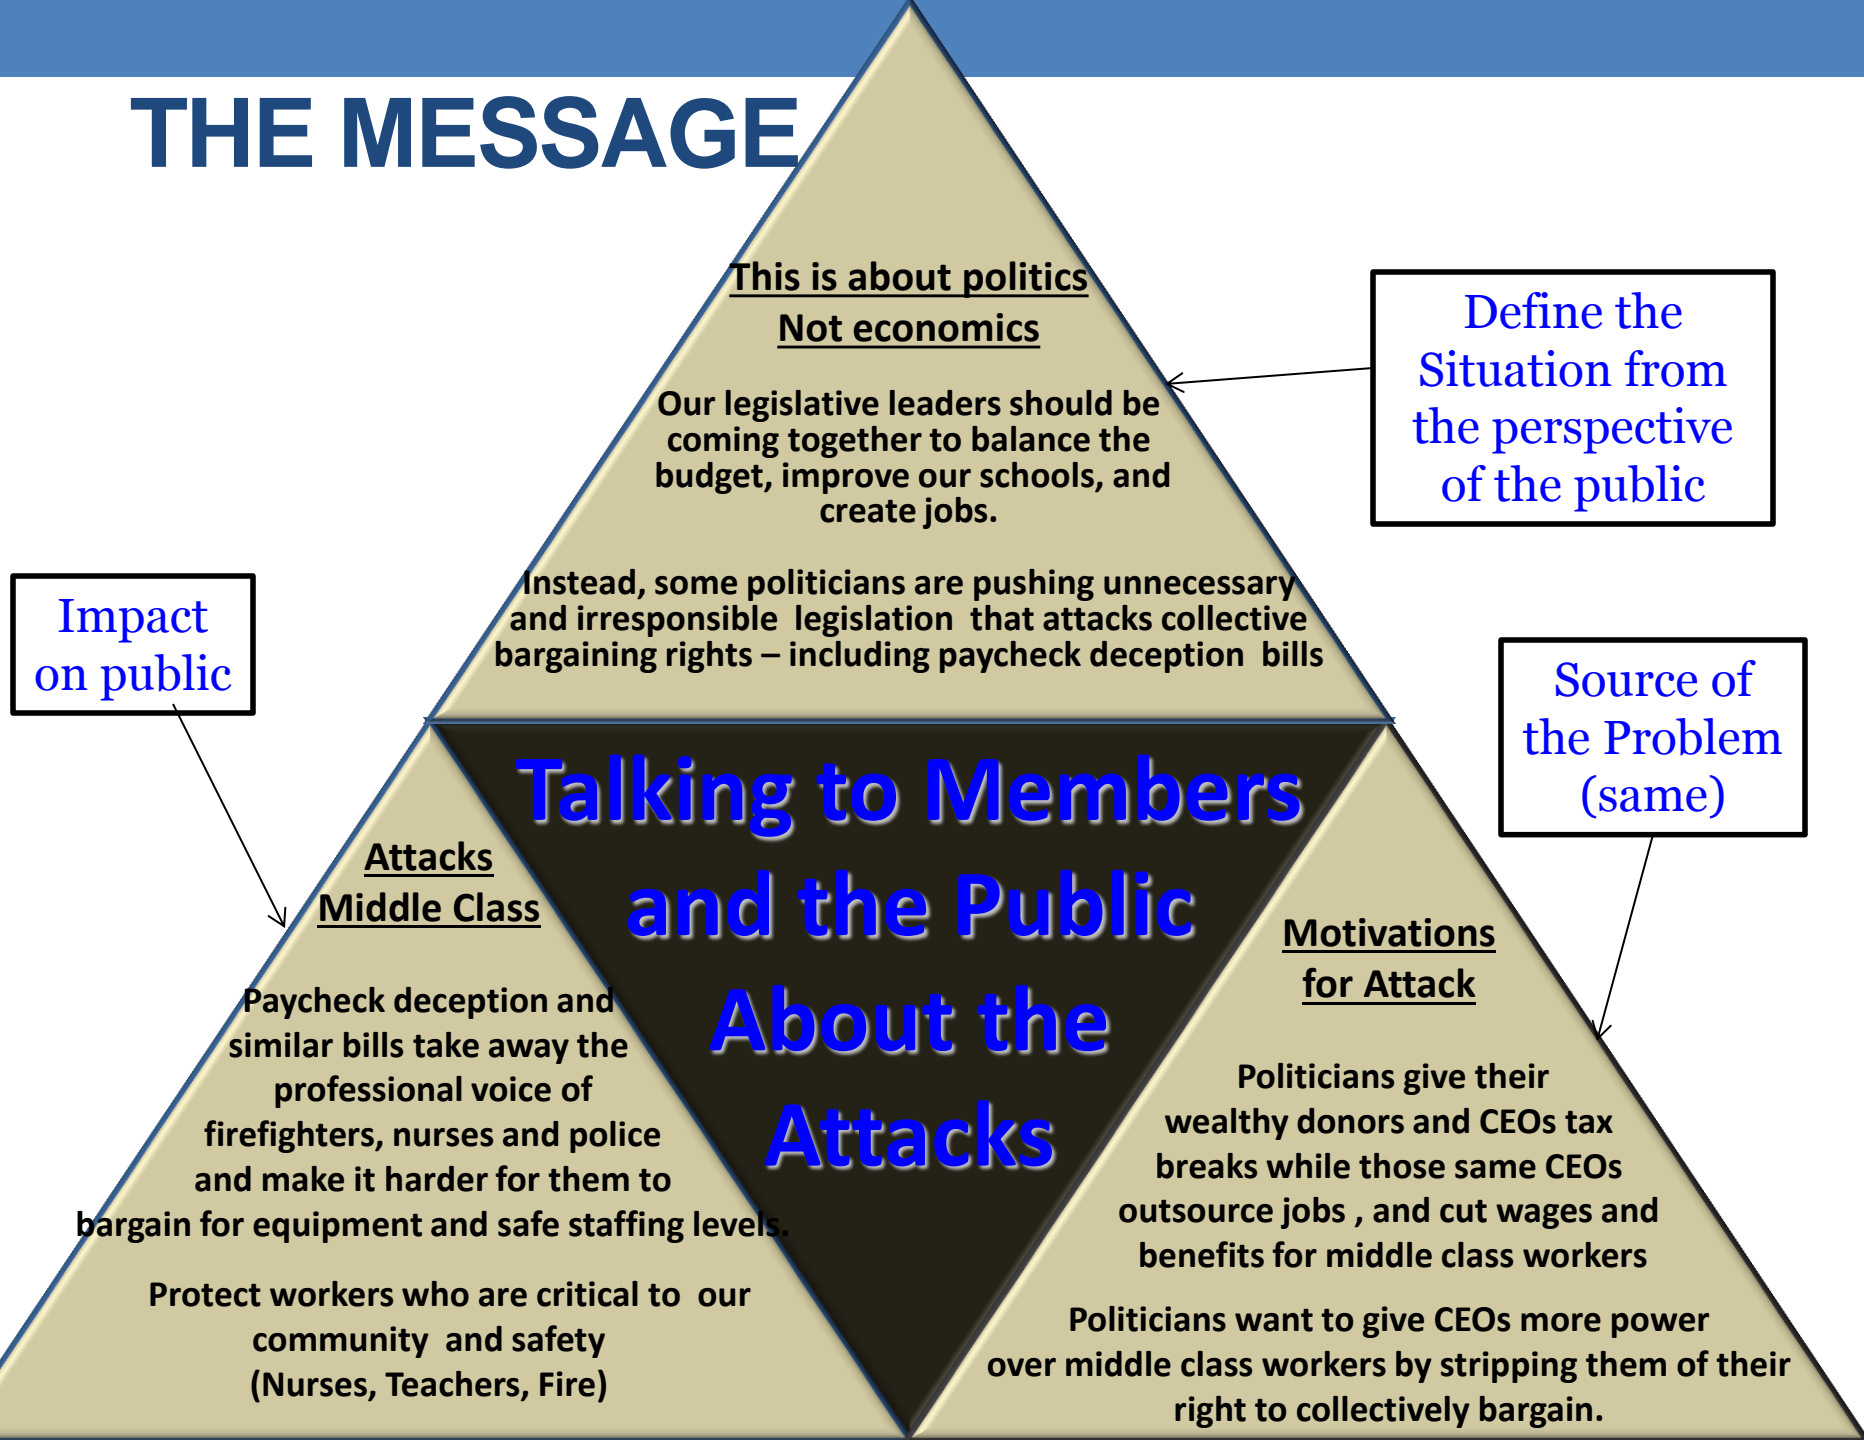 THE MESSAGE
This is about politics
Not economics
Our legislative leaders should be
coming together to balance the
budget, improve our schools, and
create jobs.
Instead, some politicians are pushing unnecessary
and irresponsible legislation that attacks collective
bargaining rights – including paycheck deception bills
Define the
Situation from
the perspective
of the public
Impact
on public
Source of
the Problem
(same)
Talking to Members
and the Public
About the
Attacks
Attacks
Middle Class
Paycheck deception and
similar bills take away the
professional voice of
firefighters, nurses and police
and make it harder for them to
bargain for equipment and safe staffing levels.
Protect workers who are critical to our
community and safety
(Nurses, Teachers, Fire)
Motivations
for Attack
Politicians give their
wealthy donors and CEOs tax
breaks while those same CEOs
outsource jobs , and cut wages and
benefits for middle class workers
Politicians want to give CEOs more power
over middle class workers by stripping them of their
right to collectively bargain.